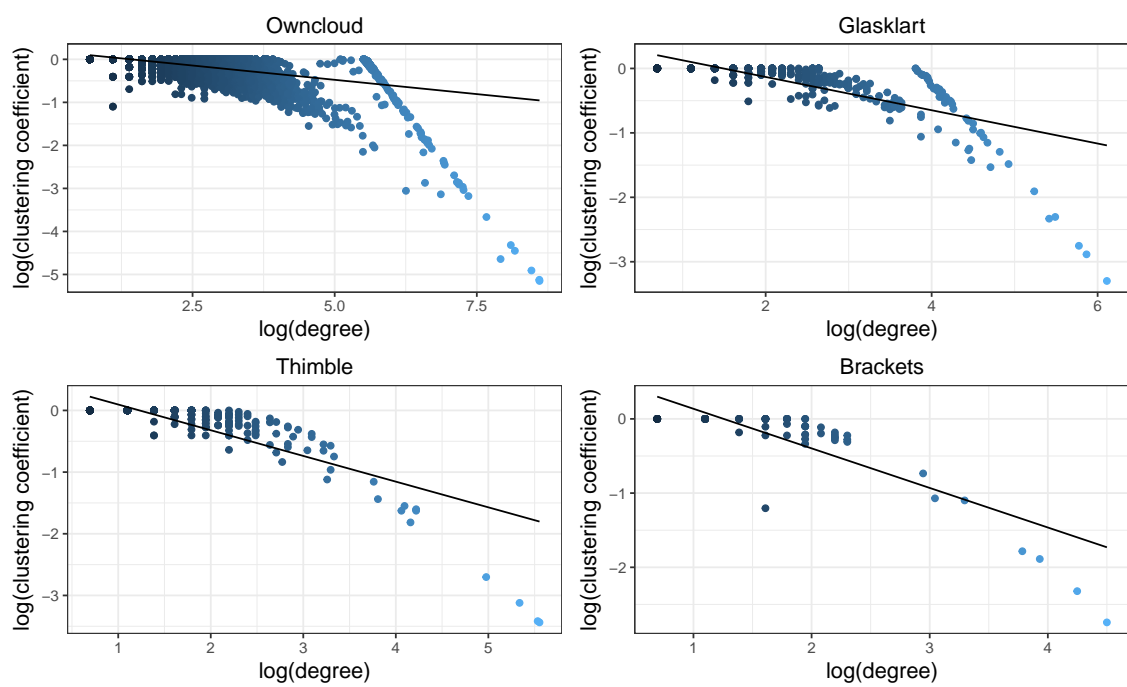 Owncloud
log(clustering coefficient)
0
−1
−2
−3
−4
−5
2.5
5.0
7.5
log(degree)
Glasklart
log(clustering coefficient)
0
−1
−2
−3
2
4
6
log(degree)
Thimble
log(clustering coefficient)
0
−1
−2
−3
1
2
3
4
5
log(degree)
Brackets
log(clustering coefficient)
0
−1
−2
1
2
3
4
log(degree)